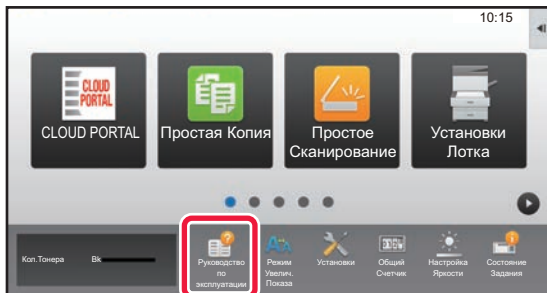 10:15
CLOUD
PORTAL
CLOUD PORTAL
Простая Копия
Простое
Сканирование
Установки
Лотка
Кол.Тонера Bk
Руководство
по
эксплуатации
Режим
Увелич.
Показа
Установки
Общий
Счетчик
Настройка
Яркости
Состояние
Задания